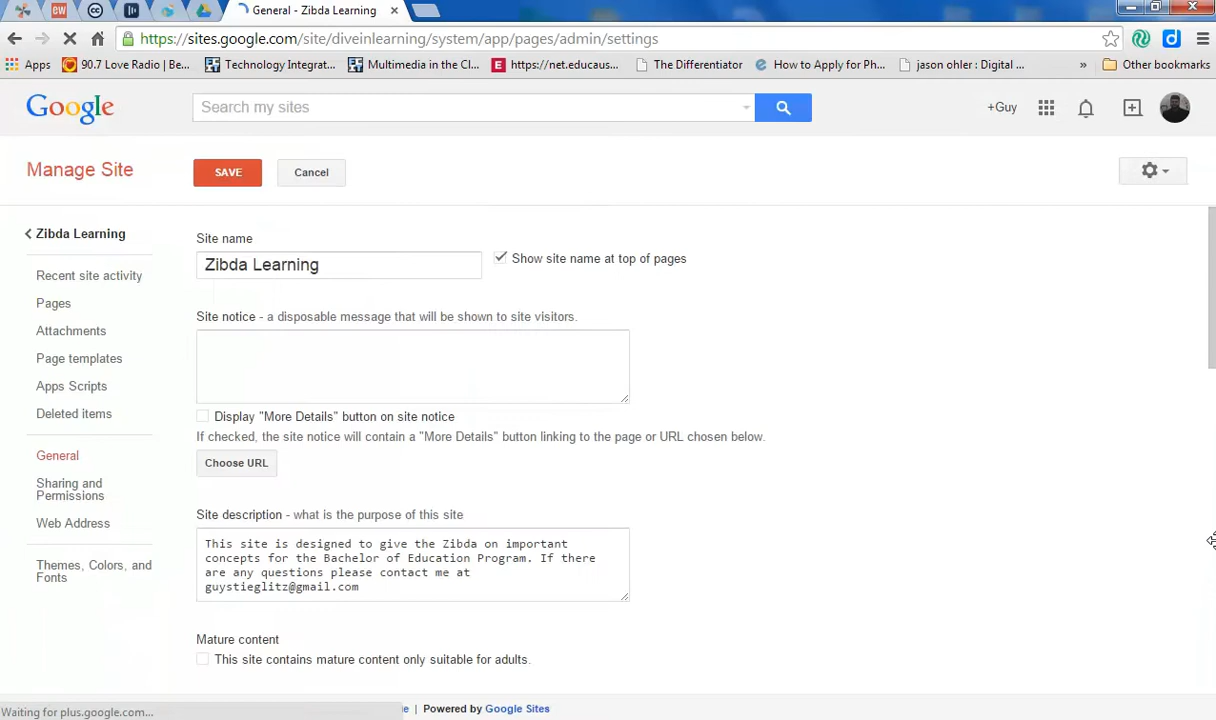 EW
cc
General - Zibda Learning
https://sites.google.com/site/diveinlearning/system/app/pages/admin/settings
Apps
90.7 Love Radio | Be...
Technology Integrat...
Multimedia in the Cl...
E
https://net.educaus...
The Differentiator
How to Apply for Ph...
jason ohler : Digital ...
»
Other bookmarks
Google
Search my sites
+Guy
Manage Site
SAVE
Cancel
Zibda Learning
Recent site activity
Pages
Attachments
Page templates
Apps Scripts
Deleted items
General
Sharing and
Permissions
Web Address
Themes, Colors, and
Fonts
Site name
Zibda Learning
Show site name at top of pages
Site notice - a disposable message that will be shown to site visitors.
Display "More Details" button on site notice
If checked, the site notice will contain a "More Details" button linking to the page or URL chosen below.
Choose URL
Site description - what is the purpose of this site
This site is designed to give the Zibda on important
concepts for the Bachelor of Education Program. If there
are any questions please contact me at
guystieglitz@gmail.com
Mature content
This site contains mature content only suitable for adults.
Waiting for plus.google.com...
e | Powered by Google Sites